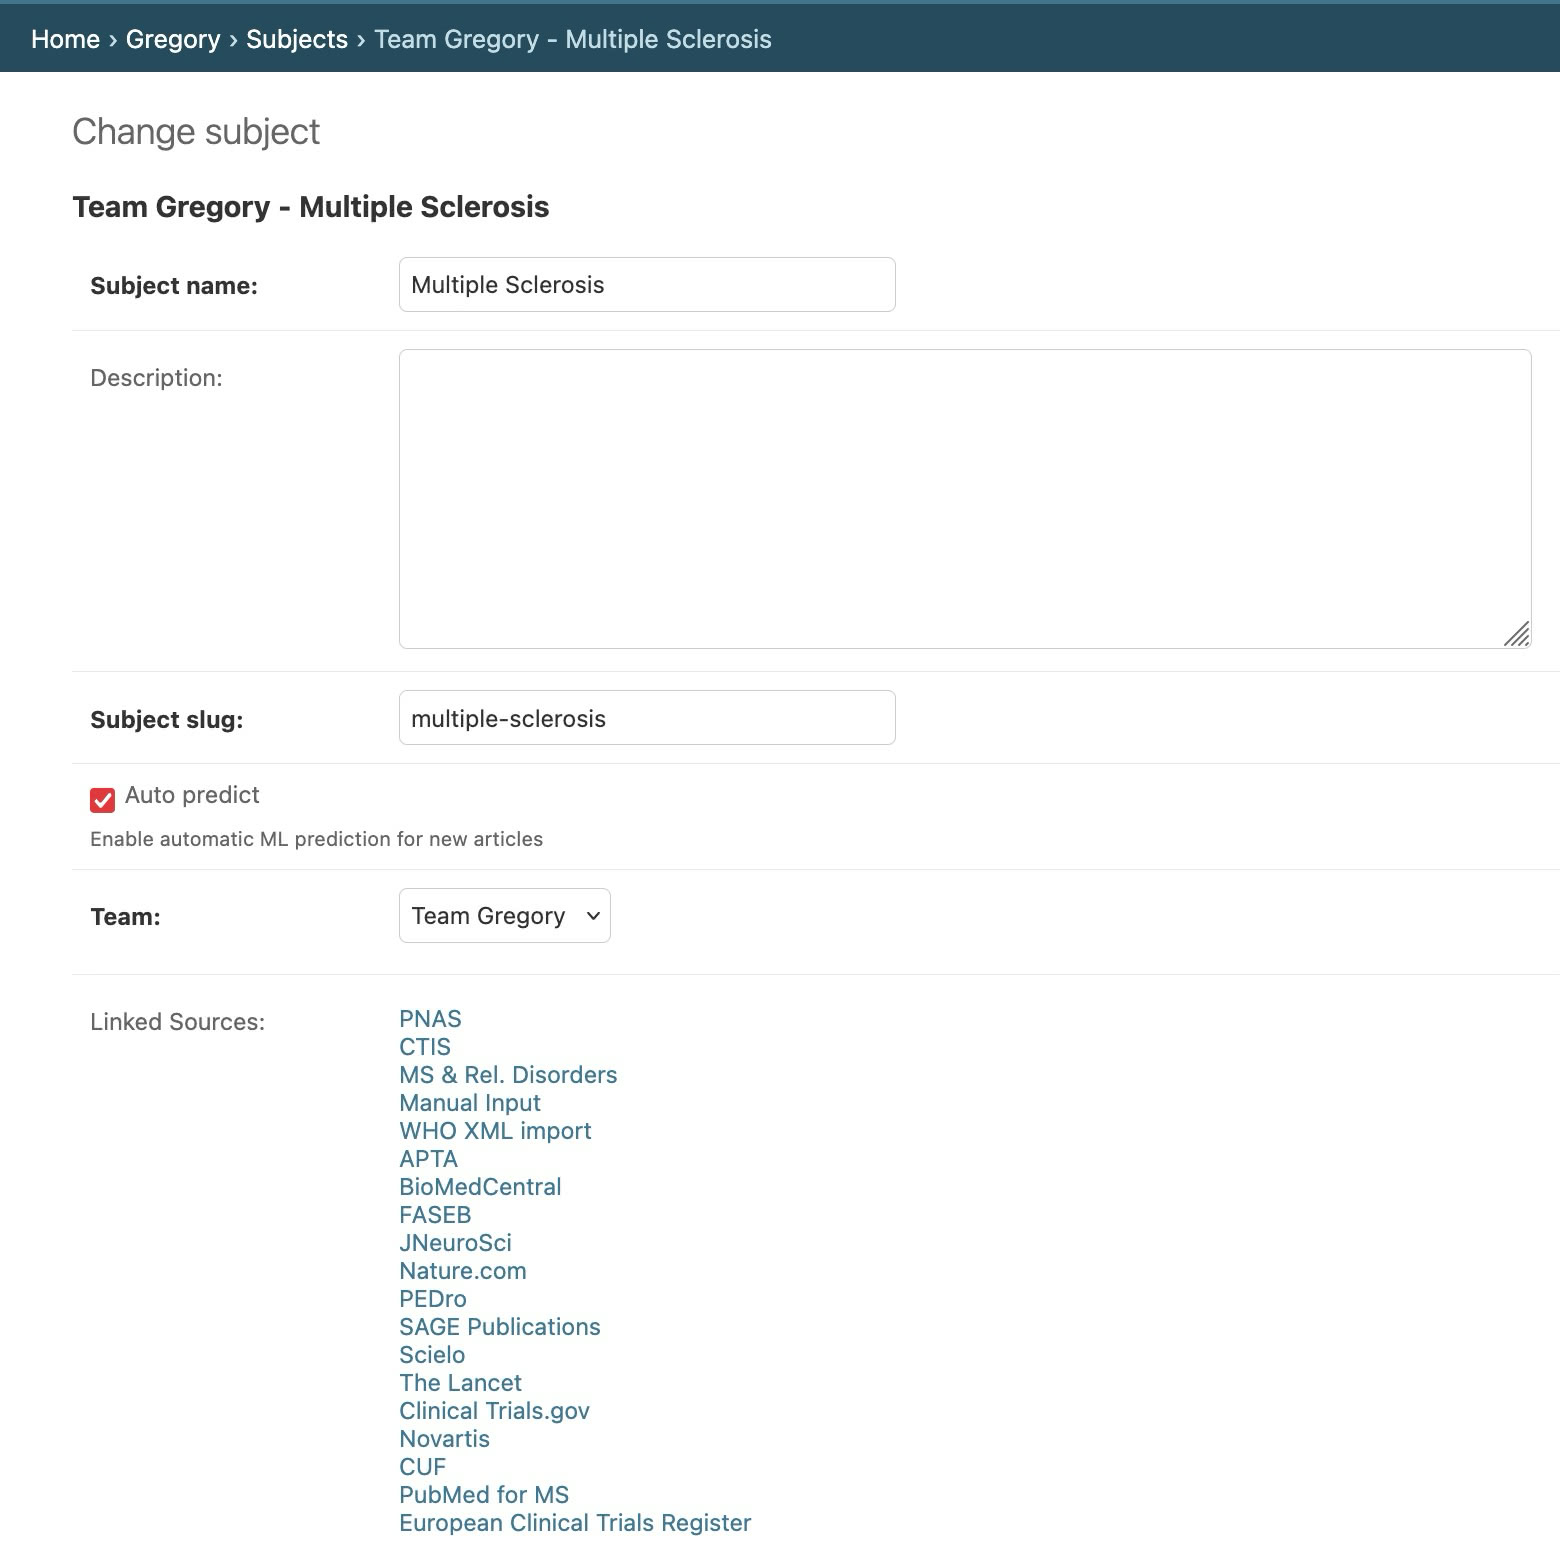 Home › Gregory › Subjects › Team Gregory - Multiple Sclerosis
Change subject
Team Gregory - Multiple Sclerosis
Subject name: Multiple Sclerosis
Description:
Subject slug: multiple-sclerosis
Auto predict
Enable automatic ML prediction for new articles
Team: Team Gregory
Linked Sources: PNAS
CTIS
MS & Rel. Disorders
Manual Input
WHO XML import
APTA
BioMedCentral
FASEB
JNeuroSci
Nature.com
PEDro
SAGE Publications
Scielo
The Lancet
Clinical Trials.gov
Novartis
CUF
PubMed for MS
European Clinical Trials Register